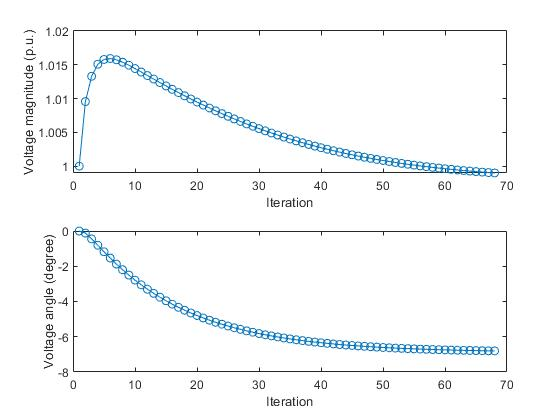 1.02
1.015
1.01
1.005
1
Voltage magnitude (p.u.)
0 10 20 30 40 50 60 70
Iteration
0
-2
-4
-6
-8
Voltage angle (degree)
0 10 20 30 40 50 60 70
Iteration